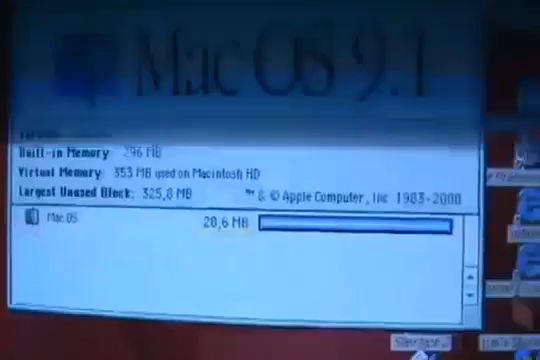 Mac OS 9.1
Built-in Memory: 296 MB
Virtual Memory: 353 MB used on Macintosh HD
Largest Unused Block: 325,8 MB
™ & © Apple Computer, Inc 1983-2000
Mac OS
20,6 MB